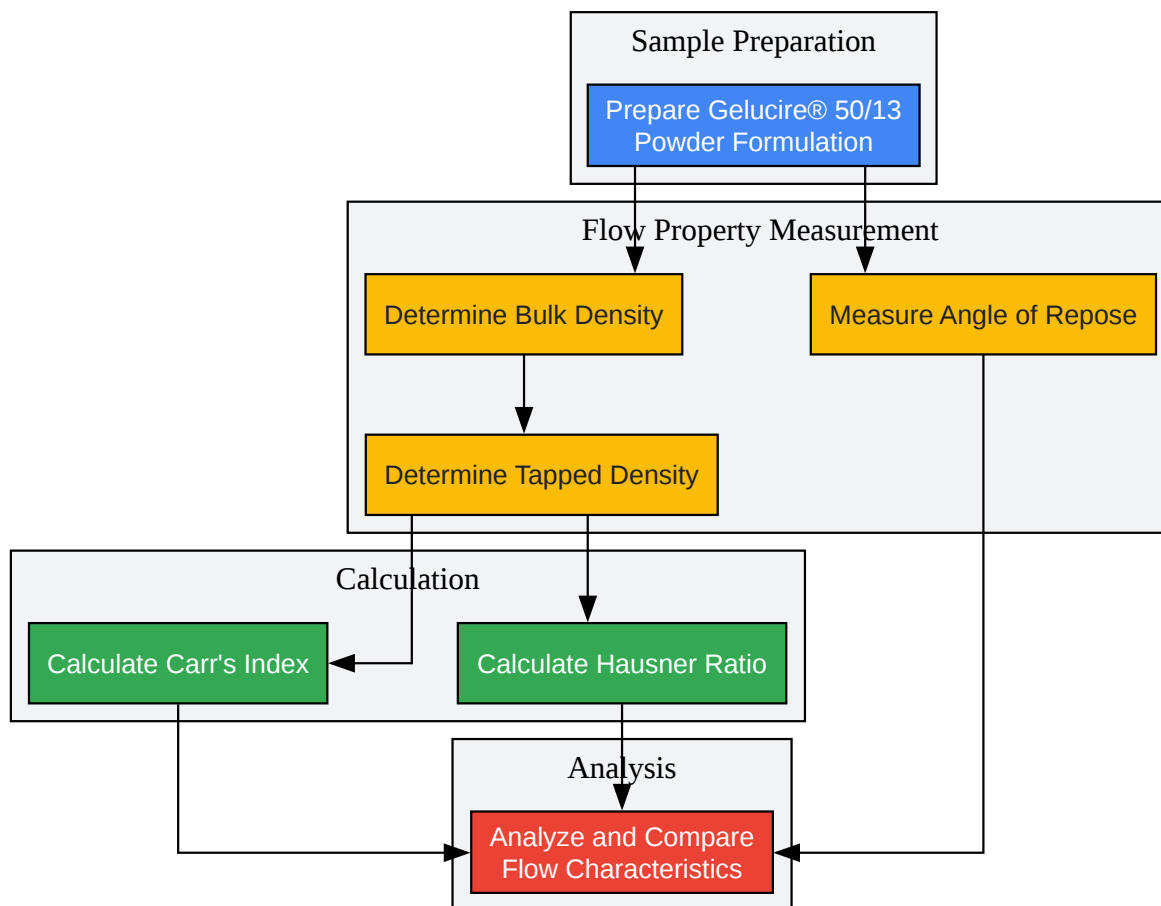 Sample Preparation
Prepare Gelucire® 50/13
Powder Formulation
Flow Property Measurement
Determine Bulk Density
Measure Angle of Repose
Determine Tapped Density
Calculation
Calculate Carr's Index
Calculate Hausner Ratio
Analysis
Analyze and Compare
Flow Characteristics